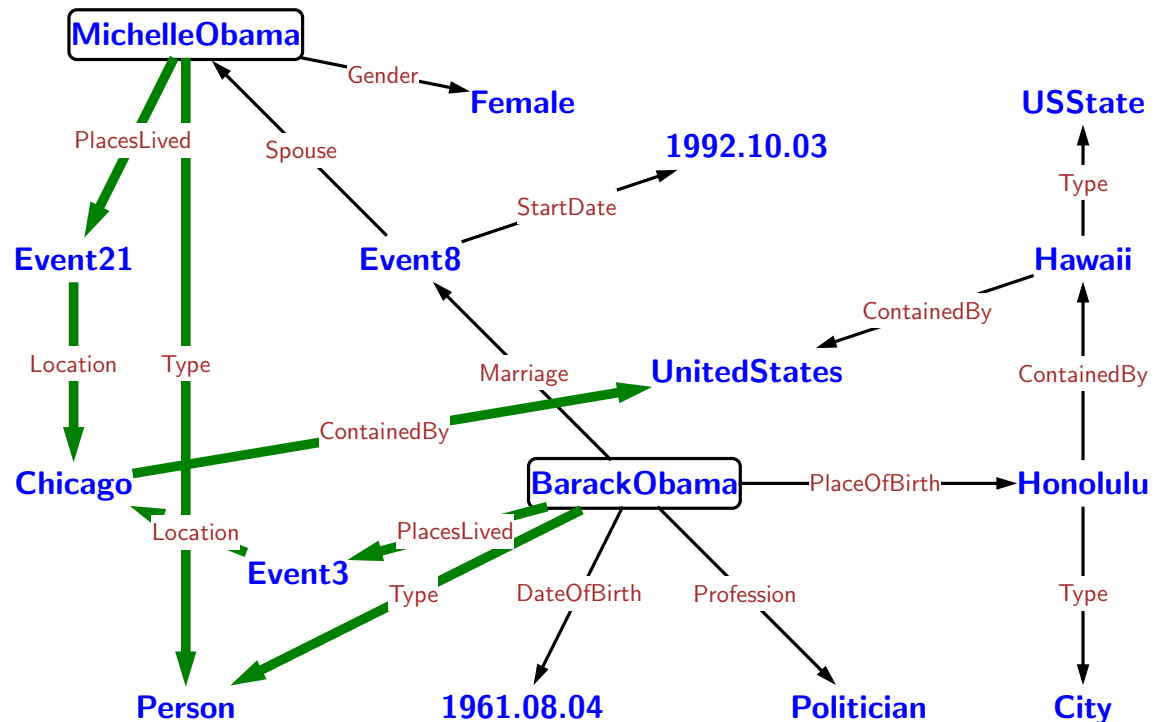 MichelleObama
Gender
Female
USState
PlacesLived
Spouse
1992.10.03
Type
StartDate
Event21
Event8
Hawaii
ContainedBy
Location
Type
Marriage
UnitedStates
ContainedBy
ContainedBy
Chicago
BarackObama
PlaceOfBirth
Honolulu
Location
PlacesLived
Event3
Type
DateOfBirth
Profession
Type
Person
1961.08.04
Politician
City